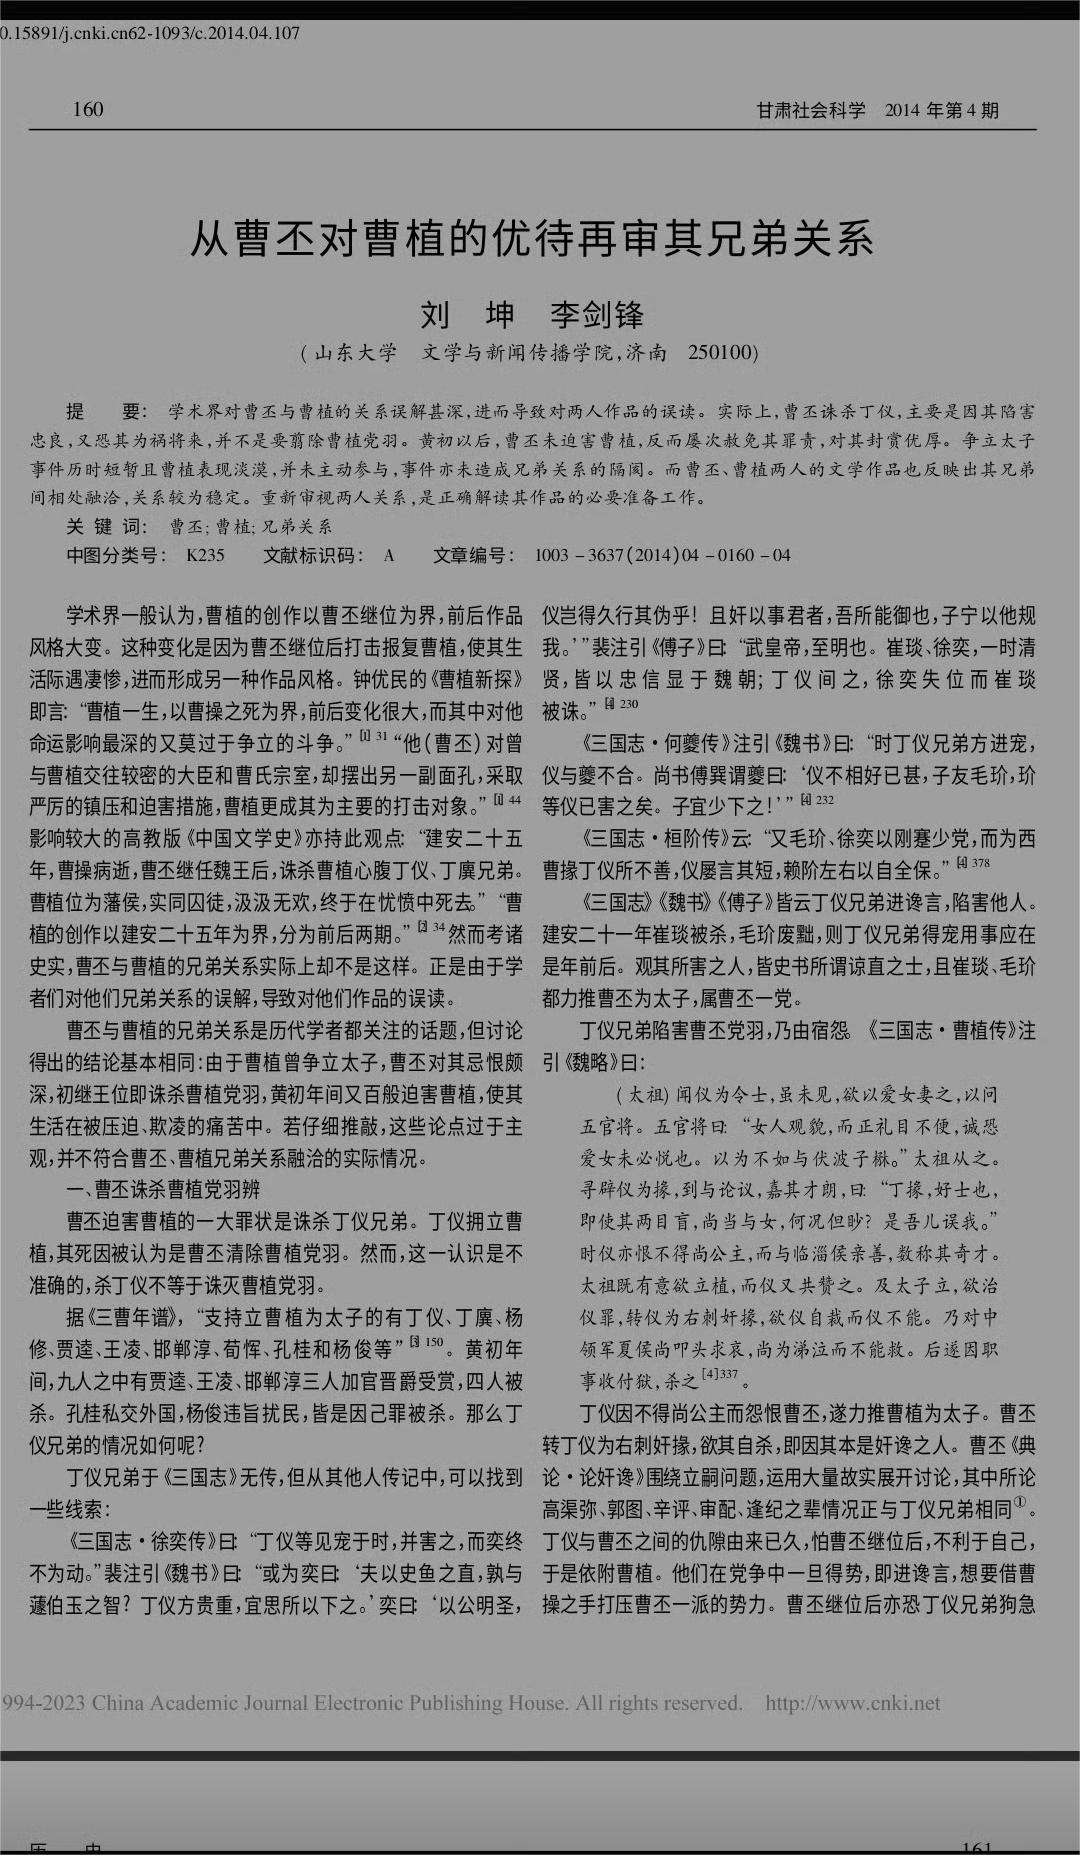 0.15891/j.cnki.cn62-1093/c.2014.04.107
160
甘肃社会科学 2014 年第 4 期
从曹丕对曹植的优待再审其兄弟关系
刘 坤 李剑锋
(山东大学 文学与新闻传播学院,济南 250100)
提 要: 学术界对曹丕与曹植的关系误解甚深,进而导致对两人作品的误读。实际上,曹丕诛杀丁仪,主要是因其陷害
忠良,又恐其为祸将来,并不是要翦除曹植党羽。黄初以后,曹丕未迫害曹植,反而屡次赦免其罪责,对其封赏优厚。争立太子
事件历时短暂且曹植表现淡漠,并未主动参与,事件亦未造成兄弟关系的隔阂。而曹丕、曹植两人的文学作品也反映出其兄弟
间相处融洽,关系较为稳定。重新审视两人关系,是正确解读其作品的必要准备工作。
关 键 词: 曹丕;曹植;兄弟关系
中图分类号: K235 文献标识码: A 文章编号: 1003-3637(2014)04-0160-04
学术界一般认为,曹植的创作以曹丕继位为界,前后作品
风格大变。这种变化是因为曹丕继位后打击报复曹植,使其生
活际遇凄惨,进而形成另一种作品风格。钟优民的《曹植新探》
即言:“曹植一生,以曹操之死为界,前后变化很大,而其中对他
命运影响最深的又莫过于争立的斗争。”[1]31“他(曹丕)对曾
与曹植交往较密的大臣和曹氏宗室,却摆出另一副面孔,采取
严厉的镇压和迫害措施,曹植更成其为主要的打击对象。”[1]44
影响较大的高教版《中国文学史》亦持此观点:“建安二十五
年,曹操病逝,曹丕继任魏王后,诛杀曹植心腹丁仪、丁廙兄弟。
曹植位为藩侯,实同囚徒,汲汲无欢,终于在忧愤中死去。”“曹
植的创作以建安二十五年为界,分为前后两期。”[2]34然而考诸
史实,曹丕与曹植的兄弟关系实际上却不是这样。正是由于学
者们对他们兄弟关系的误解,导致对他们作品的误读。
曹丕与曹植的兄弟关系是历代学者都关注的话题,但讨论
得出的结论基本相同:由于曹植曾争立太子,曹丕对其忌恨颇
深,初继王位即诛杀曹植党羽,黄初年间又百般迫害曹植,使其
生活在被压迫、欺凌的痛苦中。若仔细推敲,这些论点过于主
观,并不符合曹丕、曹植兄弟关系融洽的实际情况。
一、曹丕诛杀曹植党羽辨
曹丕迫害曹植的一大罪状是诛杀丁仪兄弟。丁仪拥立曹
植,其死因被认为是曹丕清除曹植党羽。然而,这一认识是不
准确的,杀丁仪不等于诛灭曹植党羽。
据《三曹年谱》,“支持立曹植为太子的有丁仪、丁廙、杨
修、贾逵、王凌、邯郸淳、荀恽、孔桂和杨俊等”[3]150。黄初年
间,九人之中有贾逵、王凌、邯郸淳三人加官晋爵受赏,四人被
杀。孔桂私交外国,杨俊违旨扰民,皆是因己罪被杀。那么丁
仪兄弟的情况如何呢?
丁仪兄弟于《三国志》无传,但从其他人传记中,可以找到
一些线索:
《三国志·徐奕传》曰:“丁仪等见宠于时,并害之,而奕终
不为动。”裴注引《魏书》曰:“或为奕曰:‘夫以史鱼之直,孰与
蘧伯玉之智?丁仪方贵重,宜思所以下之。’奕曰:‘以公明圣,
仪岂得久行其伪乎!且奸以事君者,吾所能御也,子宁以他规
我。’”裴注引《傅子》曰:“武皇帝,至明也。崔琰、徐奕,一时清
贤,皆以忠信显于魏朝;丁仪间之,徐奕失位而崔琰
被诛。”[4]230
《三国志·何夔传》注引《魏书》曰:“时丁仪兄弟方进宠,
仪与夔不合。尚书傅巽谓夔曰:‘仪不相好已甚,子友毛玠,玠
等仪已害之矣。子宜少下之!’”[4]232
《三国志·桓阶传》云:“又毛玠、徐奕以刚蹇少党,而为西
曹掾丁仪所不善,仪屡言其短,赖阶左右以自全保。”[4]378
《三国志》《魏书》《傅子》皆云丁仪兄弟进谗言,陷害他人。
建安二十一年崔琰被杀,毛玠废黜,则丁仪兄弟得宠用事应在
是年前后。观其所害之人,皆史书所谓谅直之士,且崔琰、毛玠
都力推曹丕为太子,属曹丕一党。
丁仪兄弟陷害曹丕党羽,乃由宿怨。《三国志·曹植传》注
引《魏略》曰:
(太祖)闻仪为令士,虽未见,欲以爱女妻之,以问
五官将。五官将曰:“女人观貌,而正礼目不便,诚恐
爱女未必悦也。以为不如与伏波子楙。”太祖从之。
寻辟仪为掾,到与论议,嘉其才朗,曰:“丁掾,好士也,
即使其两目盲,尚当与女,何况但眇?是吾儿误我。”
时仪亦恨不得尚公主,而与临淄侯亲善,数称其奇才。
太祖既有意欲立植,而仪又共赞之。及太子立,欲治
仪罪,转仪为右刺奸掾,欲仪自裁而仪不能。乃对中
领军夏侯尚叩头求哀,尚为涕泣而不能救。后遂因职
事收付狱,杀之[4]337。
丁仪因不得尚公主而怨恨曹丕,遂力推曹植为太子。曹丕
转丁仪为右刺奸掾,欲其自杀,即因其本是奸谗之人。曹丕《典
论·论奸谗》围绕立嗣问题,运用大量故实展开讨论,其中所论
高渠弥、郭图、辛评、审配、逢纪之辈情况正与丁仪兄弟相同①。
丁仪与曹丕之间的仇隙由来已久,怕曹丕继位后,不利于自己,
于是依附曹植。他们在党争中一旦得势,即进谗言,想要借曹
操之手打压曹丕一派的势力。曹丕继位后亦恐丁仪兄弟狗急
994-2023 China Academic Journal Electronic Publishing House. All rights reserved. http://www.cnki.net
历 史
161